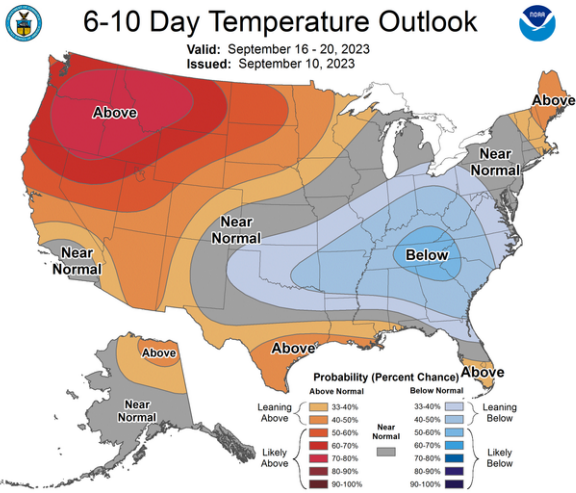 6-10 Day Temperature Outlook
NOAA
Valid: September 16 - 20, 2023
Issued: September 10, 2023
Above
Above
Near
Normal
Near
Normal
Near
Normal
Below
Above
Above
Above
Near
Normal
Probability (Percent Chance)
Above Normal
Below Normal
Leaning
Above
33-40%
40-50%
Likely
Above
50-60%
60-70%
70-80%
80-90%
90-100%
Near
Normal
33-40%
40-50%
Leaning
Below
50-60%
60-70%
70-80%
80-90%
90-100%
Likely
Below